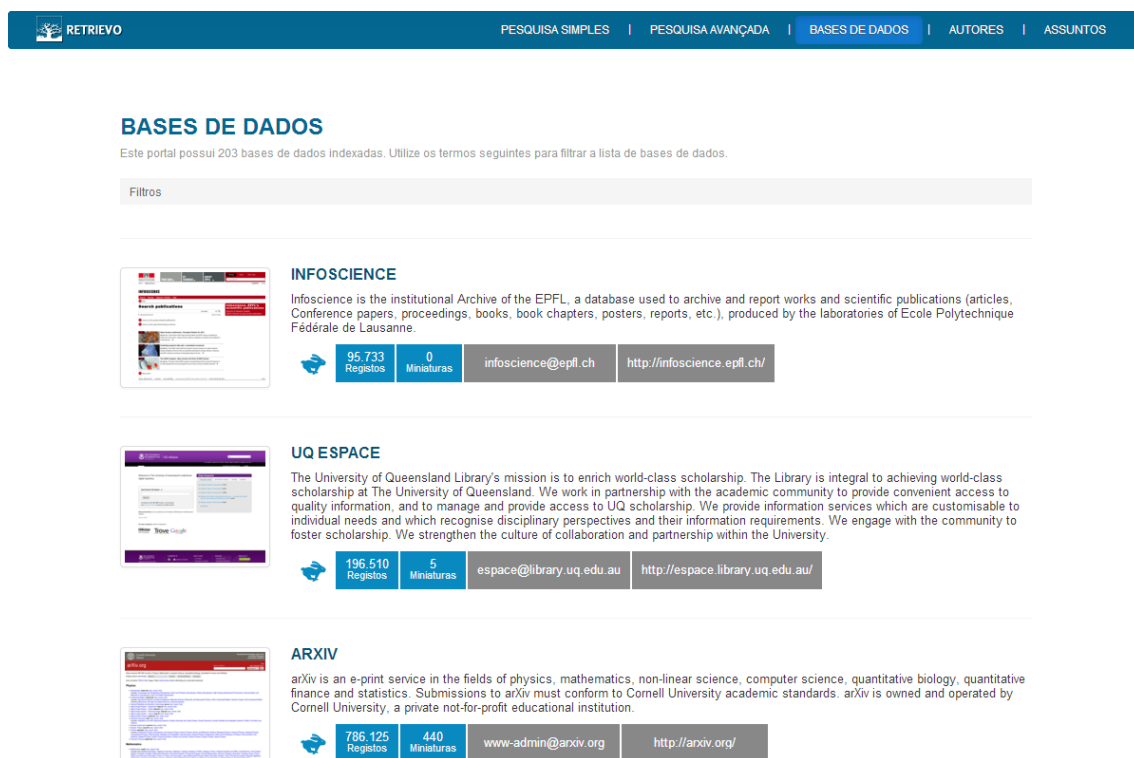 RETRIEVO
PESQUISA SIMPLES | PESQUISA AVANÇADA | BASES DE DADOS | AUTORES | ASSUNTOS
BASES DE DADOS
Este portal possui 203 bases de dados indexadas. Utilize os termos seguintes para filtrar a lista de bases de dados.
Filtros
INFOSCIENCE
Infoscience is the institutional Archive of the EPFL, a database used to archive and report works and scientific publications (articles,
Conference papers, proceedings, books, book chapters, posters, reports, etc.), produced by the laboratories of Ecole Polytechnique
Fédérale de Lausanne.
95.733 Registos
0 Miniaturas
infoscience@epfl.ch
http://infoscience.epfl.ch/
UQ ESPACE
The University of Queensland Library's mission is to enrich world-class scholarship. The Library is integral to achieving world-class
scholarship at The University of Queensland. We work in partnership with the academic community to provide convenient access to
quality information, and to manage and provide access to UQ scholarship. We provide information services which are customisable to
individual needs and which recognise disciplinary perspectives and their information requirements. We engage with the community to
foster scholarship. We strengthen the culture of collaboration and partnership within the University.
196.510 Registos
5 Miniaturas
espace@library.uq.edu.au
http://espace.library.uq.edu.au/
Trove Google
ARXIV
arXiv is an e-print service in the fields of physics, mathematics, non-linear science, computer science, quantitative biology, quantitative
finance and statistics. Submissions to arXiv must conform to Cornell University academic standards. arXiv is owned and operated by
Cornell University, a private not-for-profit educational institution.
786.125 Registos
440 Miniaturas
www-admin@arxiv.org
http://arxiv.org/
arXiv.org